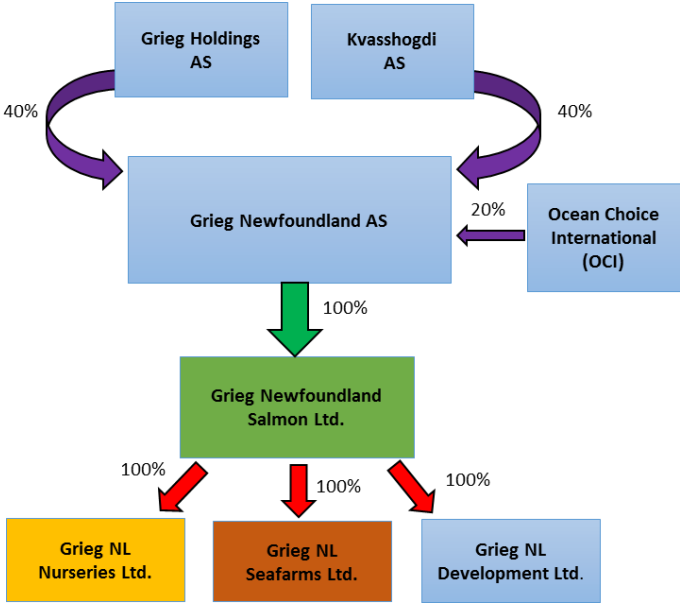 Grieg Holdings
AS
Kvasshogdi
AS
40%
40%
Grieg Newfoundland AS
20%
Ocean Choice
International
(OCI)
100%
Grieg Newfoundland
Salmon Ltd.
100%
100%
100%
Grieg NL
Nurseries Ltd.
Grieg NL
Seafarms Ltd.
Grieg NL
Development Ltd.